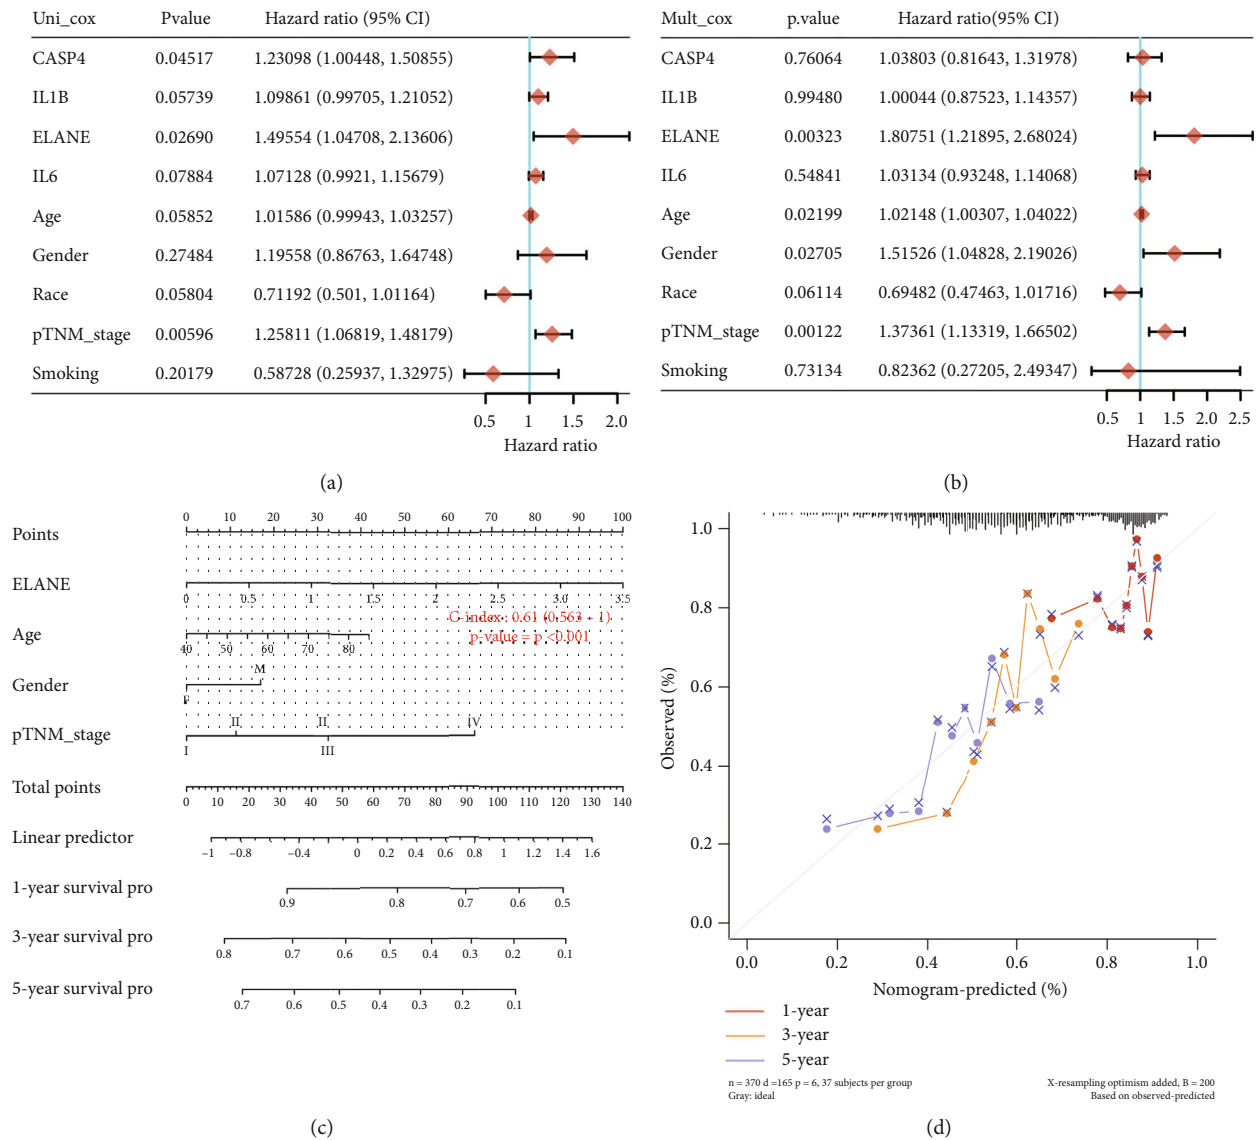 Uni_cox Pvalue Hazard ratio (95% CI)
CASP4 0.04517 1.23098 (1.00448, 1.50855)
IL1B 0.05739 1.09861 (0.99705, 1.21052)
ELANE 0.02690 1.49554 (1.04708, 2.13606)
IL6 0.07884 1.07128 (0.9921, 1.15679)
Age 0.05852 1.01586 (0.99943, 1.03257)
Gender 0.27484 1.19558 (0.86763, 1.64748)
Race 0.05804 0.71192 (0.501, 1.01164)
pTNM_stage 0.00596 1.25811 (1.06819, 1.48179)
Smoking 0.20179 0.58728 (0.25937, 1.32975)
0.5 1 1.5 2.0
Hazard ratio
(a)
Mult_cox p.value Hazard ratio(95% CI)
CASP4 0.76064 1.03803 (0.81643, 1.31978)
IL1B 0.99480 1.00044 (0.87523, 1.14357)
ELANE 0.00323 1.80751 (1.21895, 2.68024)
IL6 0.54841 1.03134 (0.93248, 1.14068)
Age 0.02199 1.02148 (1.00307, 1.04022)
Gender 0.02705 1.51526 (1.04828, 2.19026)
Race 0.06114 0.69482 (0.47463, 1.01716)
pTNM_stage 0.00122 1.37361 (1.13319, 1.66502)
Smoking 0.73134 0.82362 (0.27205, 2.49347)
0.5 1 1.5 2.0 2.5
Hazard ratio
(b)
0 10 20 30 40 50 60 70 80 90 100
Points
ELANE
0 0.5 1 1.5 2 2.5 3.0 3.5
C-index : 0.61 (0.563 - 1)
p-value = p <0.001
Age
40 50 60 70 80
M
Gender
F
II II IV
pTNM_stage
I III
Total points
0 10 20 30 40 50 60 70 80 90 100 110 120 130 140
Linear predictor
−1 −0.8 −0.4 0 0.2 0.4 0.6 0.8 1 1.2 1.4 1.6
1-year survival pro
0.9 0.8 0.7 0.6 0.5
3-year survival pro
0.8 0.7 0.6 0.5 0.4 0.3 0.2 0.1
5-year survival pro
0.7 0.6 0.5 0.4 0.3 0.2 0.1
(c)
1.0
0.8
0.6
0.4
0.2
0.0
Observed (%)
0.0 0.2 0.4 0.6 0.8 1.0
Nomogram-predicted (%)
1-year
3-year
5-year
n = 370 d =165 p = 6, 37 subjects per group
Gray: ideal
X-resampling optimism added, B = 200
Based on observed-predicted
(d)